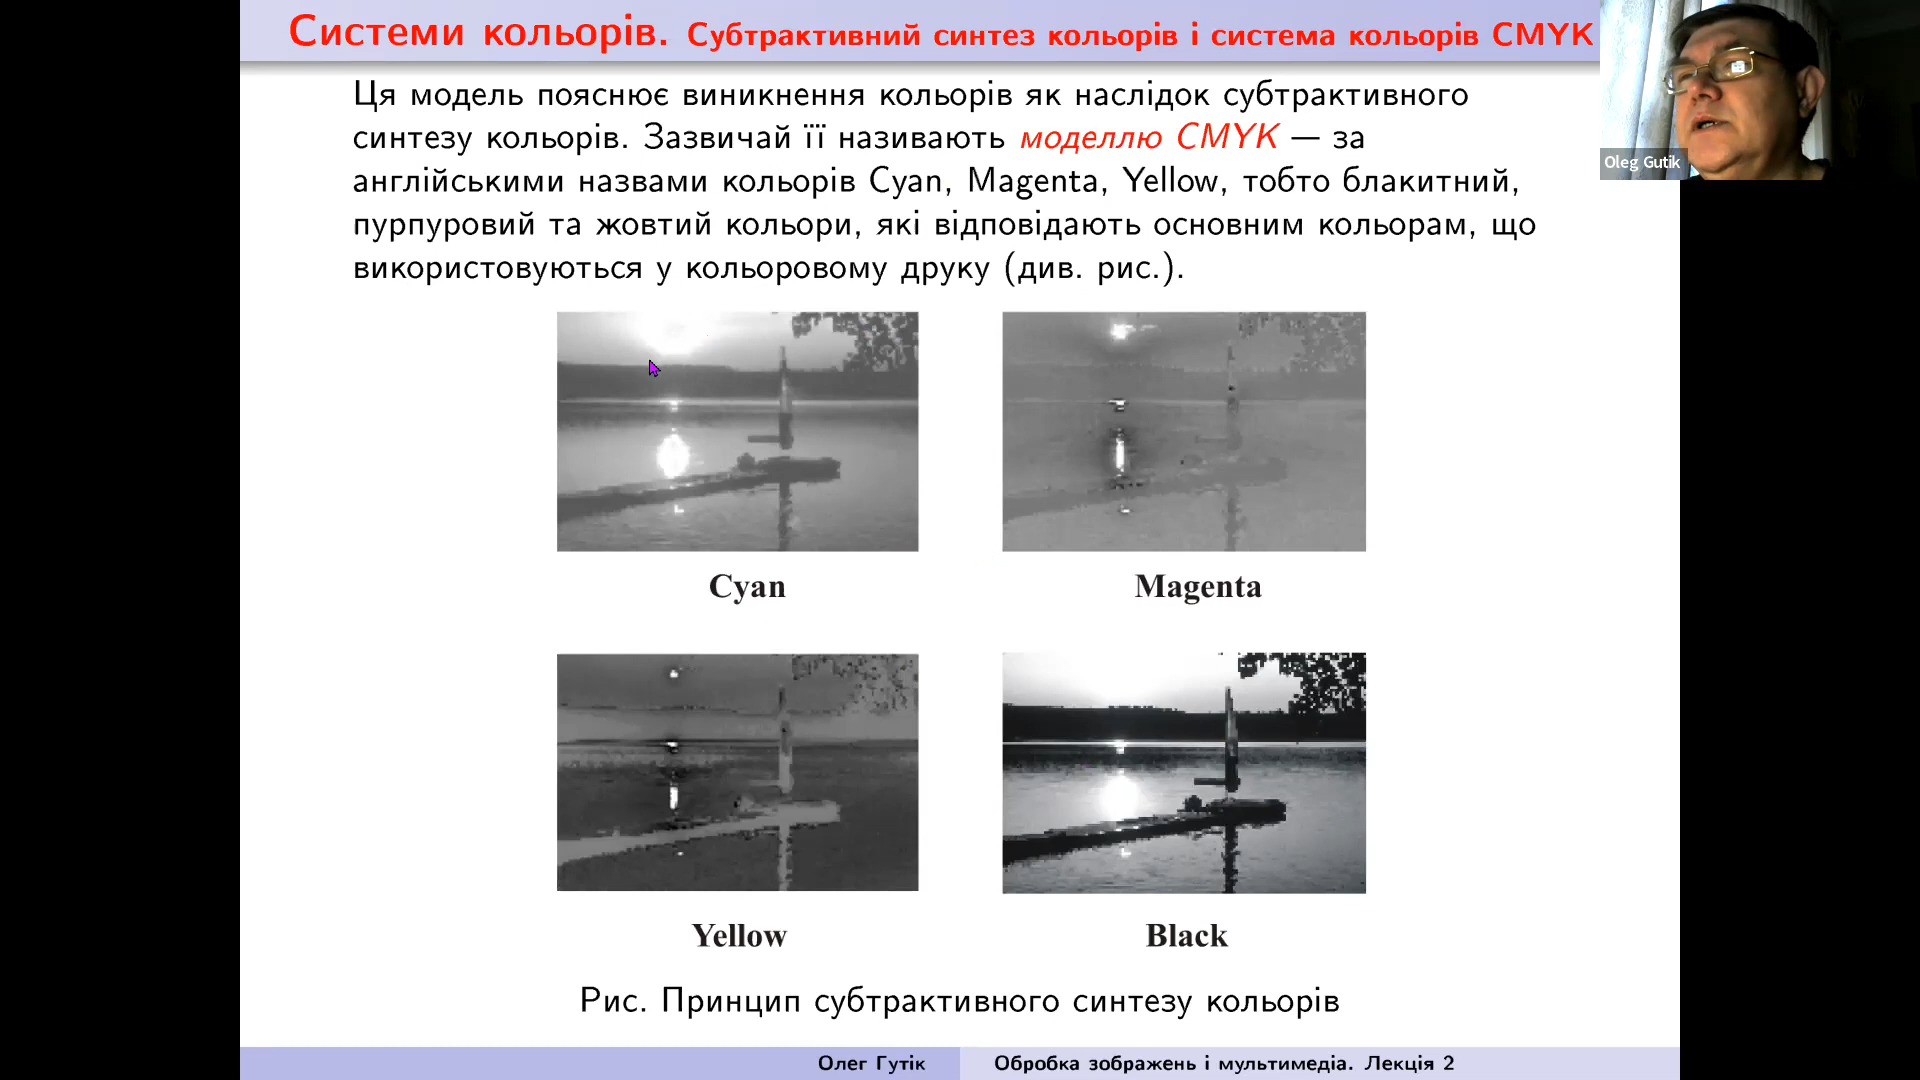 Системи кольорів. Субтрактивний синтез кольорів і система кольорів CMYK
Oleg Gutik
Ця модель пояснює виникнення кольорів як наслідок субтрактивного
синтезу кольорів. Зазвичай її називають моделлю CMYK — за
англійськими назвами кольорів Cyan, Magenta, Yellow, тобто блакитний,
пурпуровий та жовтий кольори, які відповідають основним кольорам, що
використовуються у кольоровому друку (див. рис.).
Cyan
Magenta
Yellow
Black
Рис. Принцип субтрактивного синтезу кольорів
Олег Гутік
Обробка зображень і мультимедіа. Лекція 2